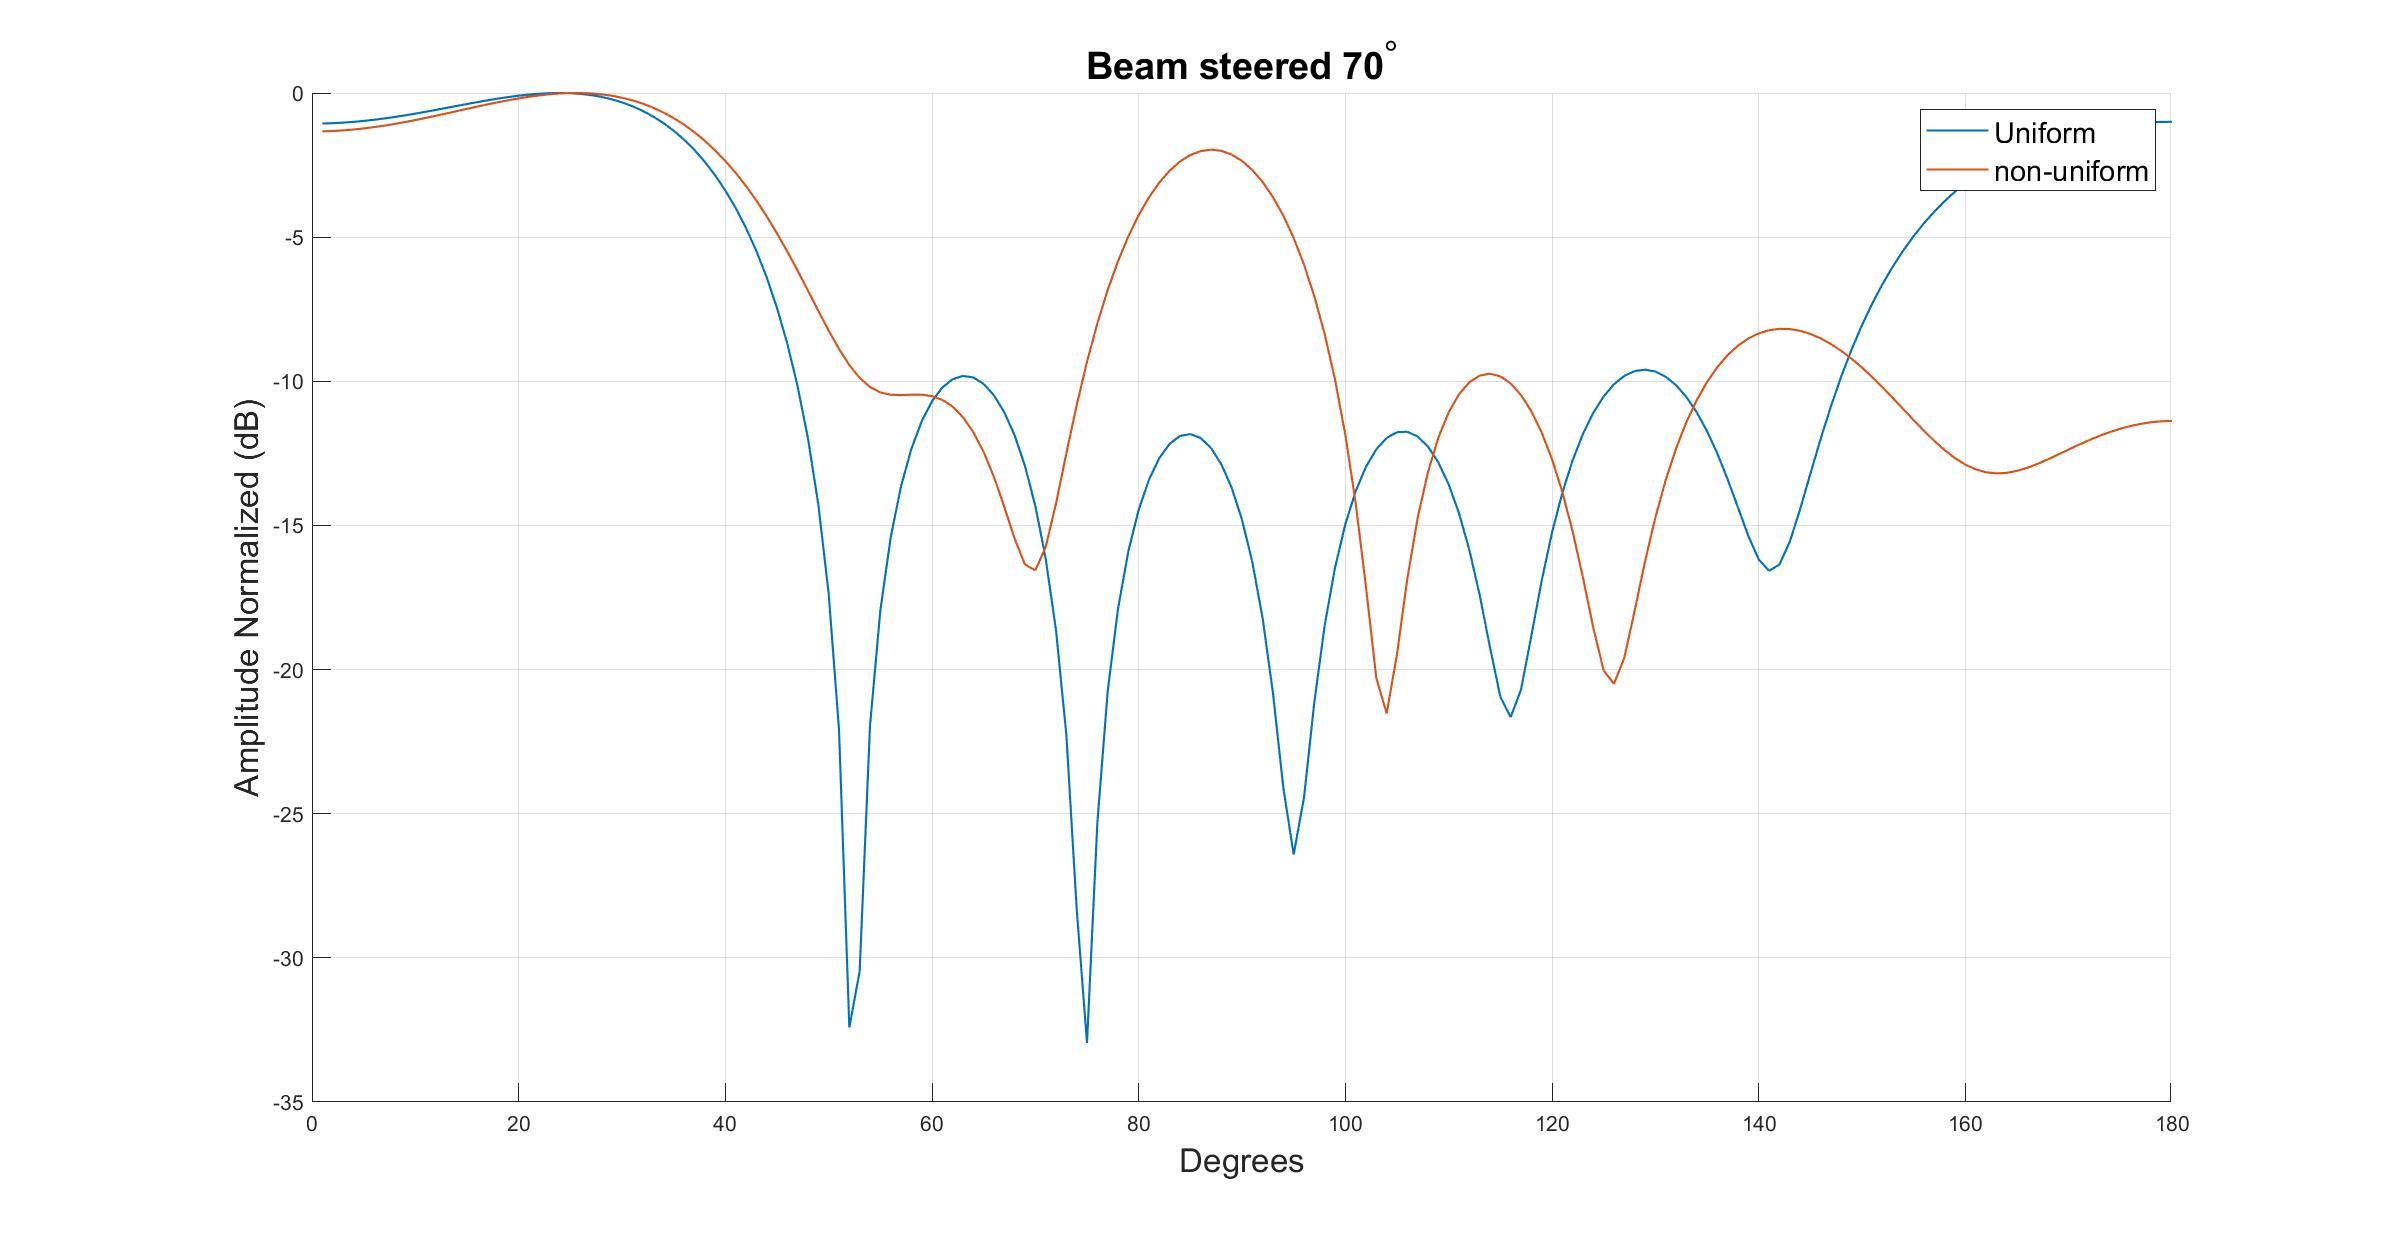 Beam steered 70°
Uniform
non-uniform
Amplitude Normalized (dB)
0
-5
-10
-15
-20
-25
-30
-35
0 20 40 60 80 100 120 140 160 180
Degrees